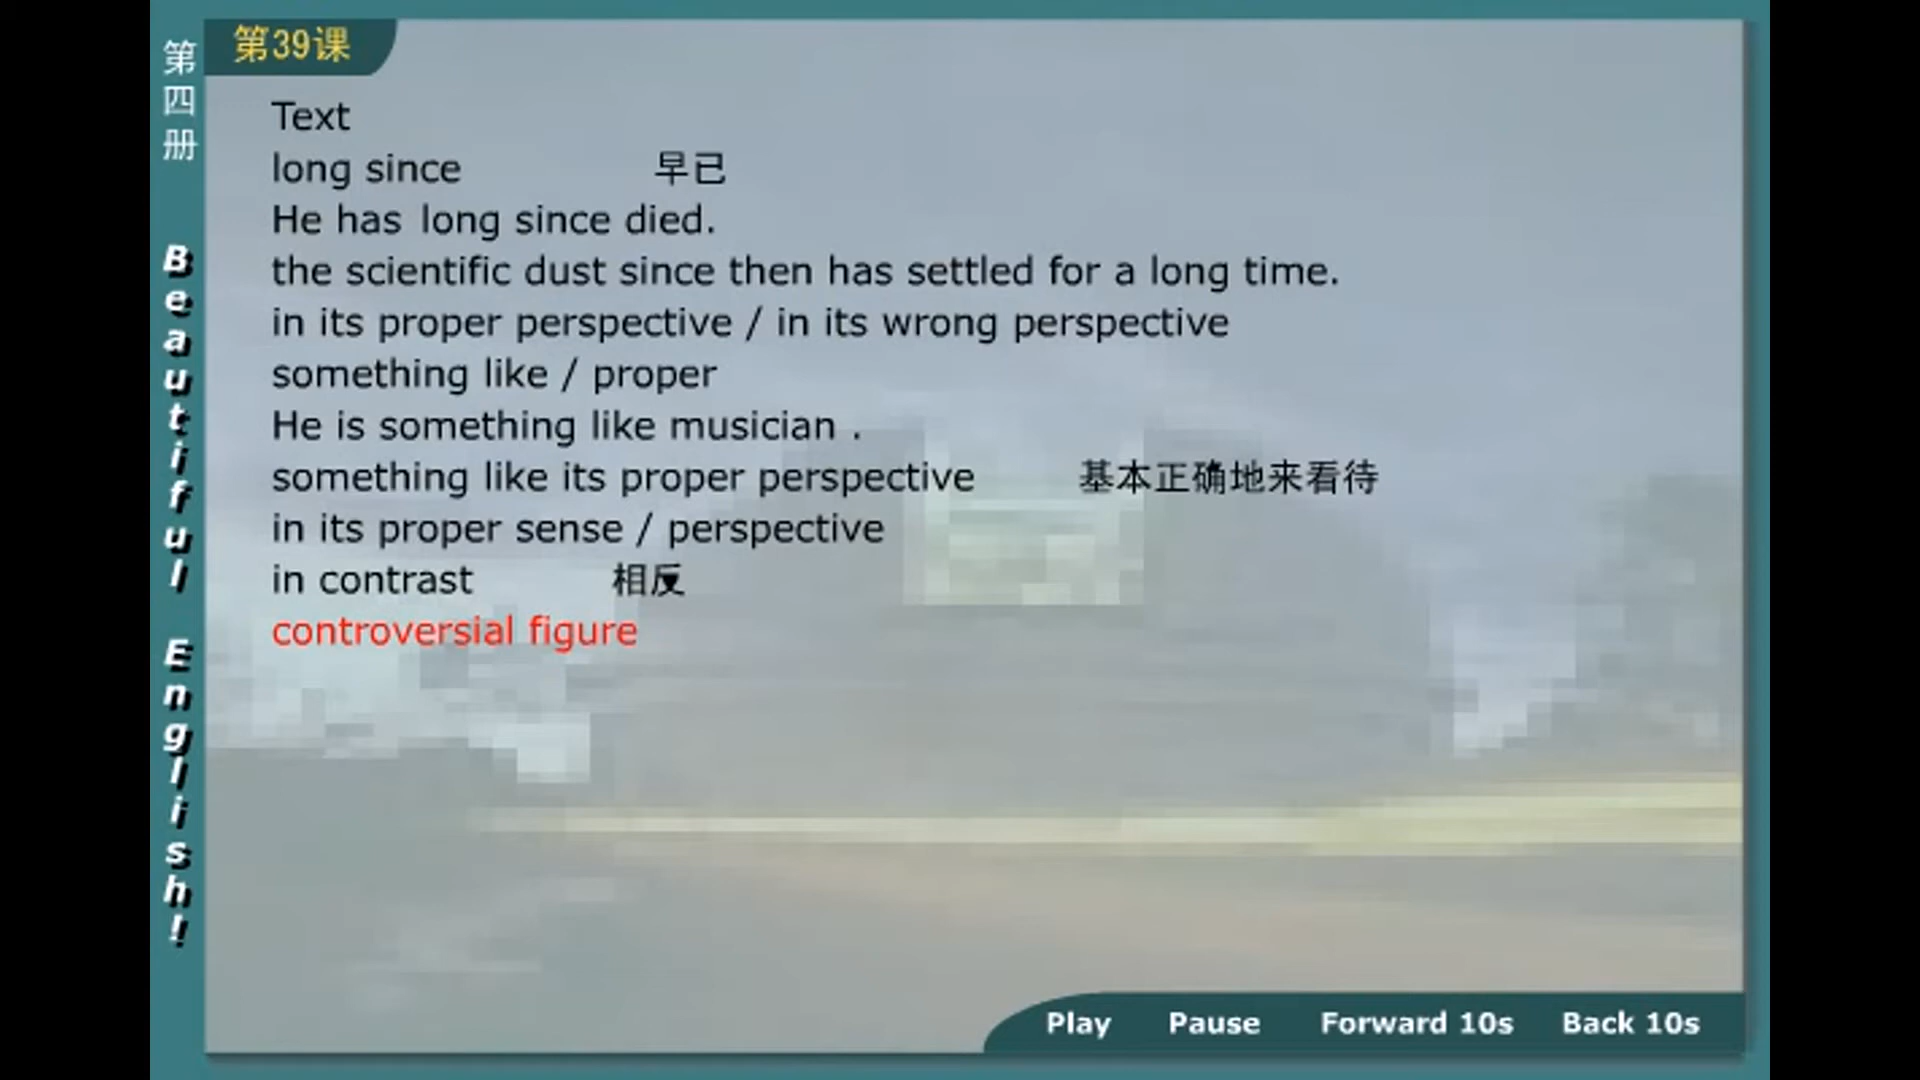 第39课
第四册
Beautiful English!
Text
long since 早已
He has long since died.
the scientific dust since then has settled for a long time.
in its proper perspective / in its wrong perspective
something like / proper
He is something like musician .
something like its proper perspective 基本正确地来看待
in its proper sense / perspective
in contrast 相反
controversial figure
Play Pause Forward 10s Back 10s